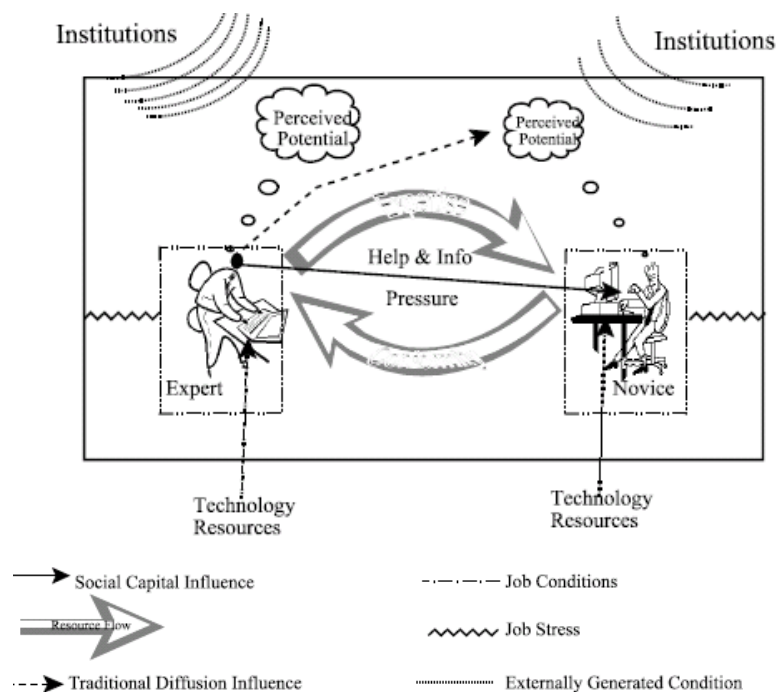 Institutions
Institutions
Perceived
Potential
Perceived
Potential
Help & Info
Pressure
Expert
Novice
Technology
Resources
Technology
Resources
Social Capital Influence
Job Conditions
Resource Flow
Job Stress
Traditional Diffusion Influence
Externally Generated Condition